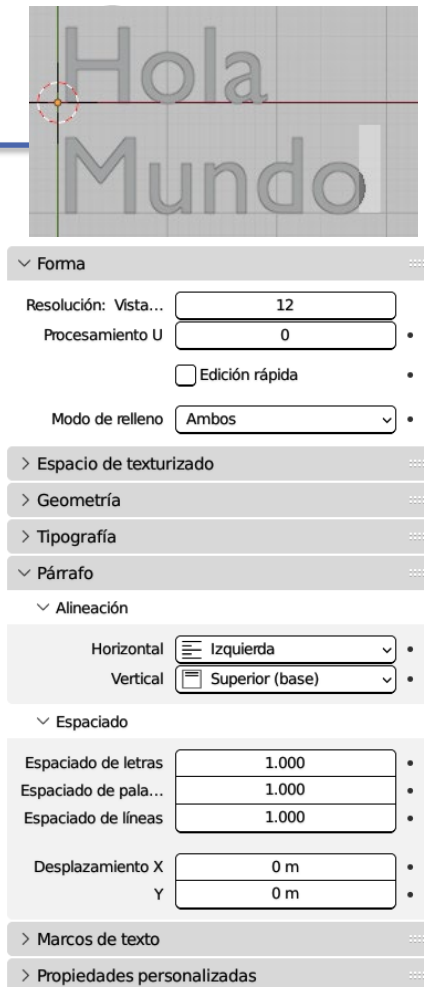 Hola
Mundo
Forma
Resolución: Vista...
12
Procesamiento U
0
Edición rápida
Modo de relleno
Ambos
Espacio de texturizado
Geometría
Tipografía
Párrafo
Alineación
Horizontal
Izquierda
Vertical
Superior (base)
Espaciado
Espaciado de letras
1.000
Espaciado de pala...
1.000
Espaciado de líneas
1.000
Desplazamiento X
0 m
Y
0 m
Marcos de texto
Propiedades personalizadas